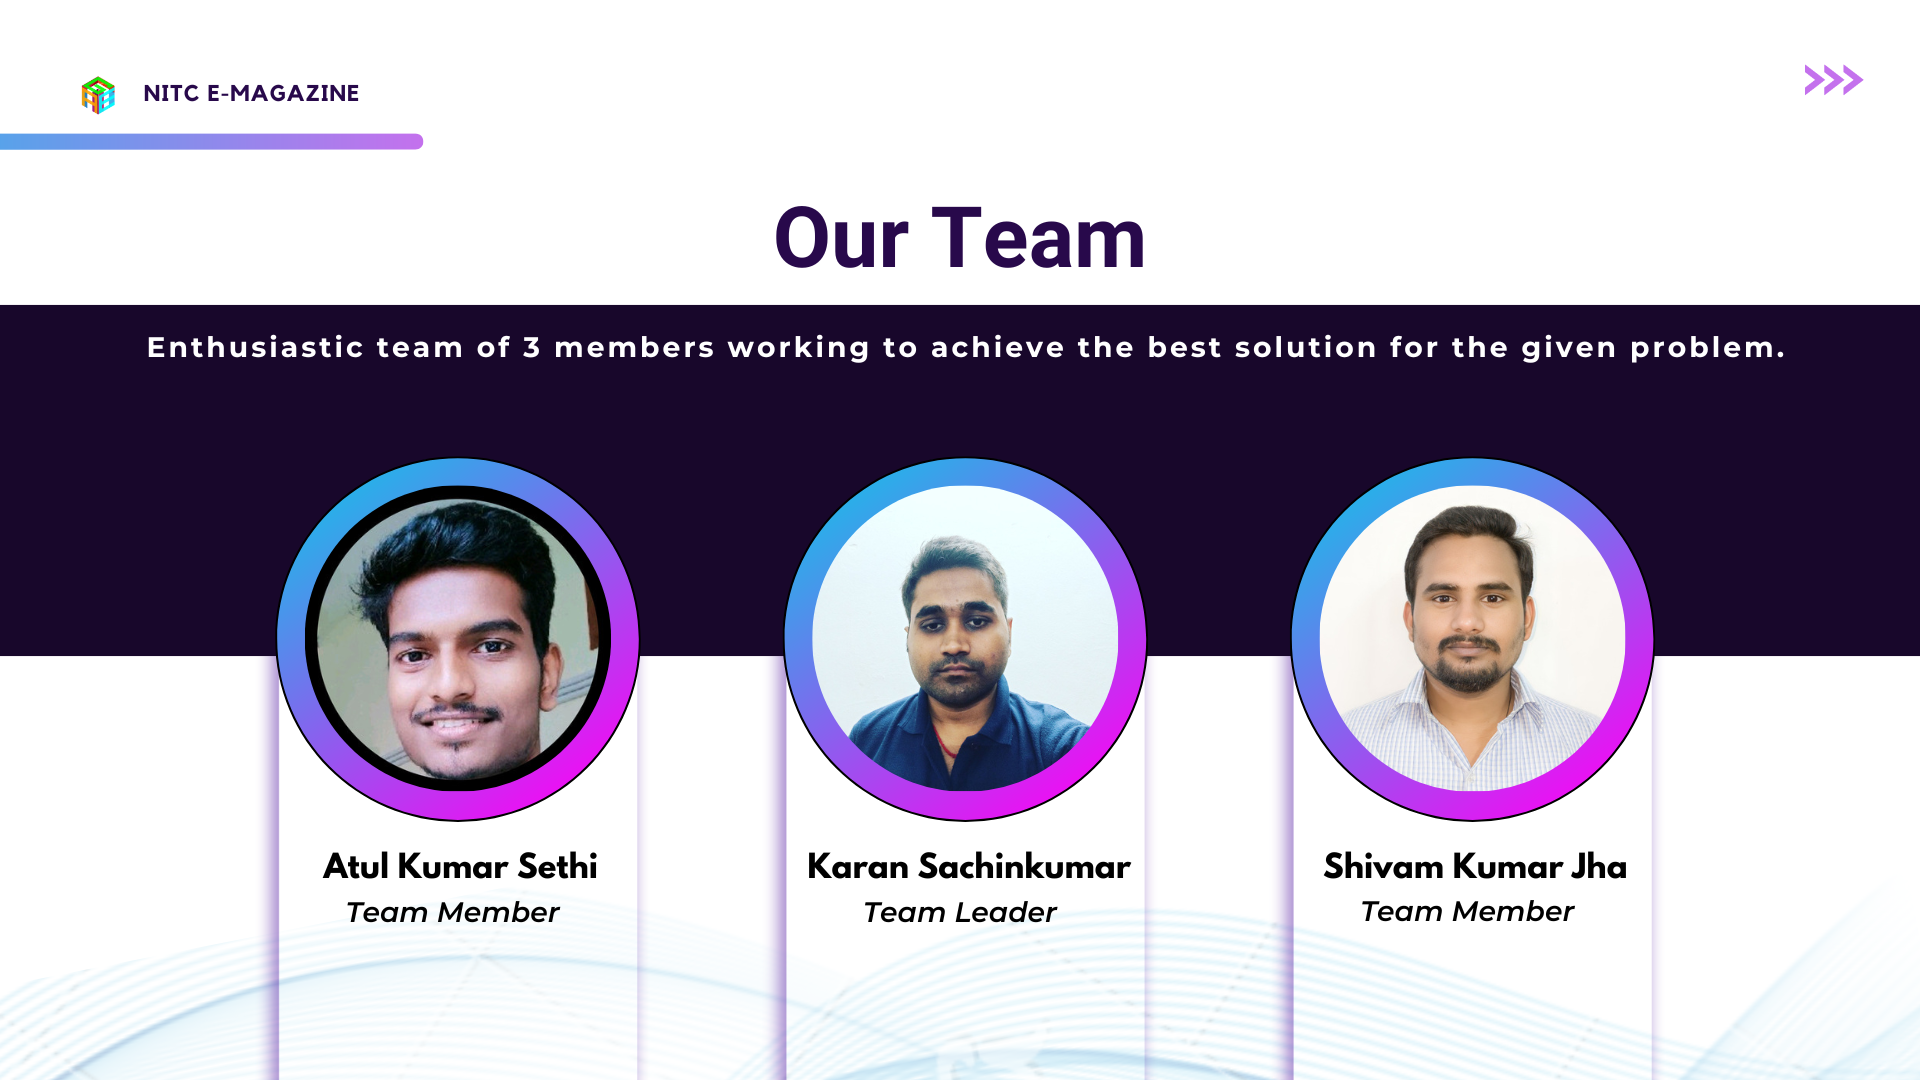 NITC E-MAGAZINE
Our Team
Enthusiastic team of 3 members working to achieve the best solution for the given problem.
Atul Kumar Sethi
Team Member
Karan Sachinkumar
Team Leader
Shivam Kumar Jha
Team Member